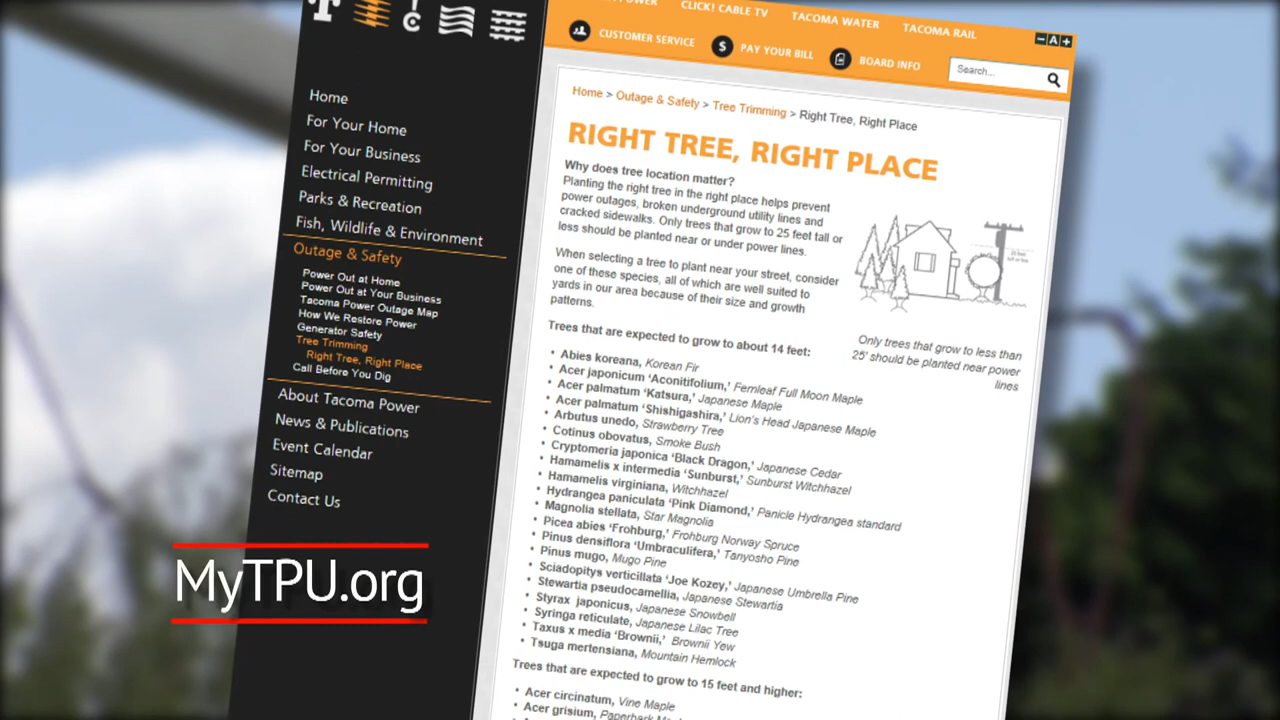 POWER
CLICK! CABLE TV
TACOMA WATER
TACOMA RAIL
CUSTOMER SERVICE
$ PAY YOUR BILL
BOARD INFO
- A +
Search...
Home
For Your Home
For Your Business
Electrical Permitting
Parks & Recreation
Fish, Wildlife & Environment
Outage & Safety
Power Out at Home
Power Out at Your Business
Tacoma Power Outage Map
How We Restore Power
Generator Safety
Tree Trimming
Right Tree, Right Place
Call Before You Dig
About Tacoma Power
News & Publications
Event Calendar
Sitemap
Contact Us
Home > Outage & Safety > Tree Trimming > Right Tree, Right Place
RIGHT TREE, RIGHT PLACE
Why does tree location matter?
Planting the right tree in the right place helps prevent
power outages, broken underground utility lines and
cracked sidewalks. Only trees that grow to 25 feet tall or
less should be planted near or under power lines.
When selecting a tree to plant near your street, consider
one of these species, all of which are well suited to
yards in our area because of their size and growth
patterns.
Only trees that grow to less than
25' should be planted near power
lines
Trees that are expected to grow to about 14 feet:
• Abies koreana, Korean Fir
• Acer japonicum 'Aconitifolium,' Fernleaf Full Moon Maple
• Acer palmatum 'Katsura,' Japanese Maple
• Acer palmatum 'Shishigashira,' Lion's Head Japanese Maple
• Arbutus unedo, Strawberry Tree
• Cotinus obovatus, Smoke Bush
• Cryptomeria japonica 'Black Dragon,' Japanese Cedar
• Hamamelis x intermedia 'Sunburst,' Sunburst Witchhazel
• Hamamelis virginiana, Witchhazel
• Hydrangea paniculata 'Pink Diamond,' Panicle Hydrangea standard
• Magnolia stellata, Star Magnolia
• Picea abies 'Frohburg,' Frohburg Norway Spruce
• Pinus densiflora 'Umbraculifera,' Tanyosho Pine
• Pinus mugo, Mugo Pine
• Sciadopitys verticillata 'Joe Kozey,' Japanese Umbrella Pine
• Stewartia pseudocamellia, Japanese Stewartia
• Styrax japonicus, Japanese Snowbell
• Syringa reticulate, Japanese Lilac Tree
• Taxus x media 'Brownii,' Brownii Yew
• Tsuga mertensiana, Mountain Hemlock
Trees that are expected to grow to 15 feet and higher:
• Acer circinatum, Vine Maple
• Acer grisium, Paperbark
MyTPU.org